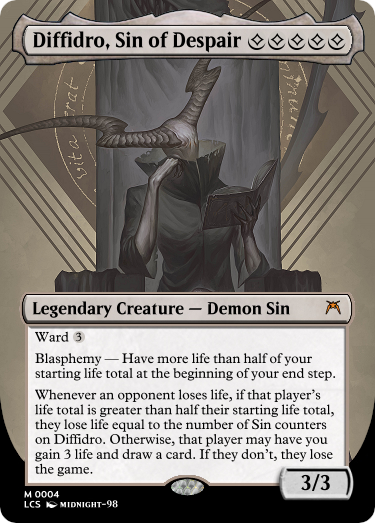 Diffidro, Sin of Despair
vita
erat
Legendary Creature — Demon Sin
Ward 3
Blasphemy — Have more life than half of your
starting life total at the beginning of your end step.
Whenever an opponent loses life, if that player's
life total is greater than half their starting life total,
they lose life equal to the number of Sin counters
on Diffidro. Otherwise, that player may have you
gain 3 life and draw a card. If they don't, they lose
the game.
3/3
M 0004
LCS MIDNIGHT-98